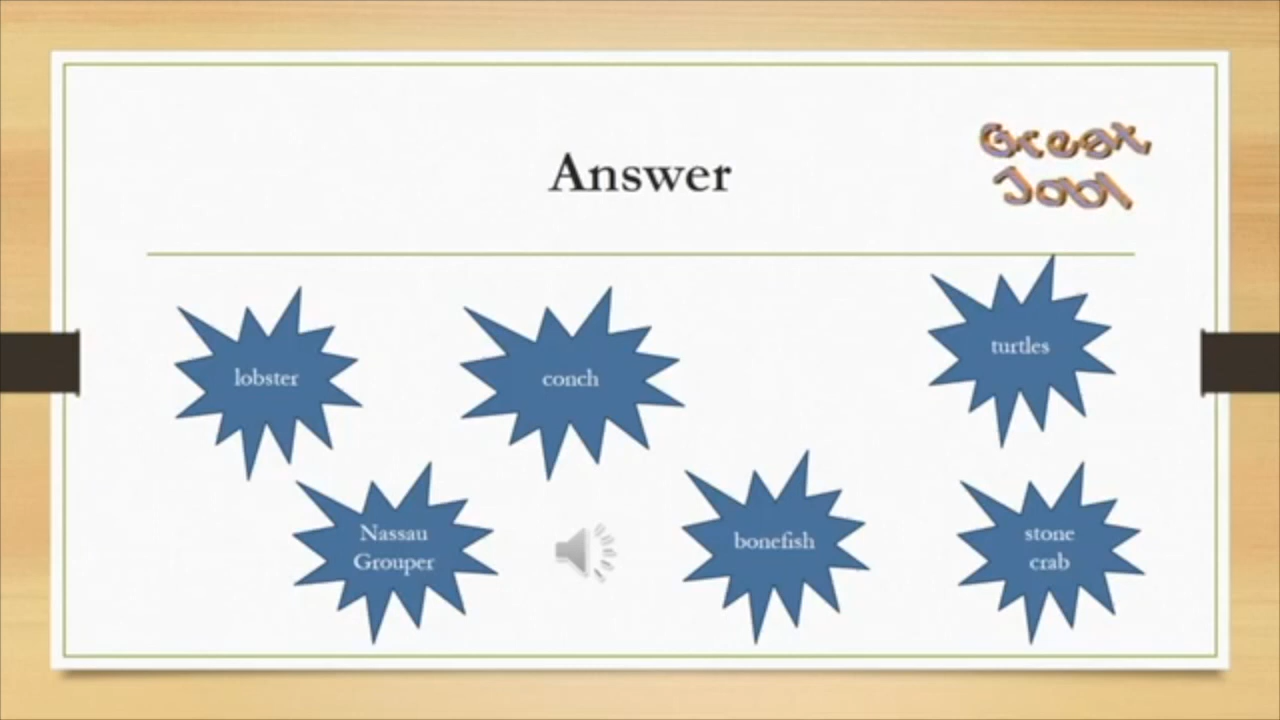 Answer
Great
Job!
lobster
conch
turtles
Nassau
Grouper
bonefish
stone
crab